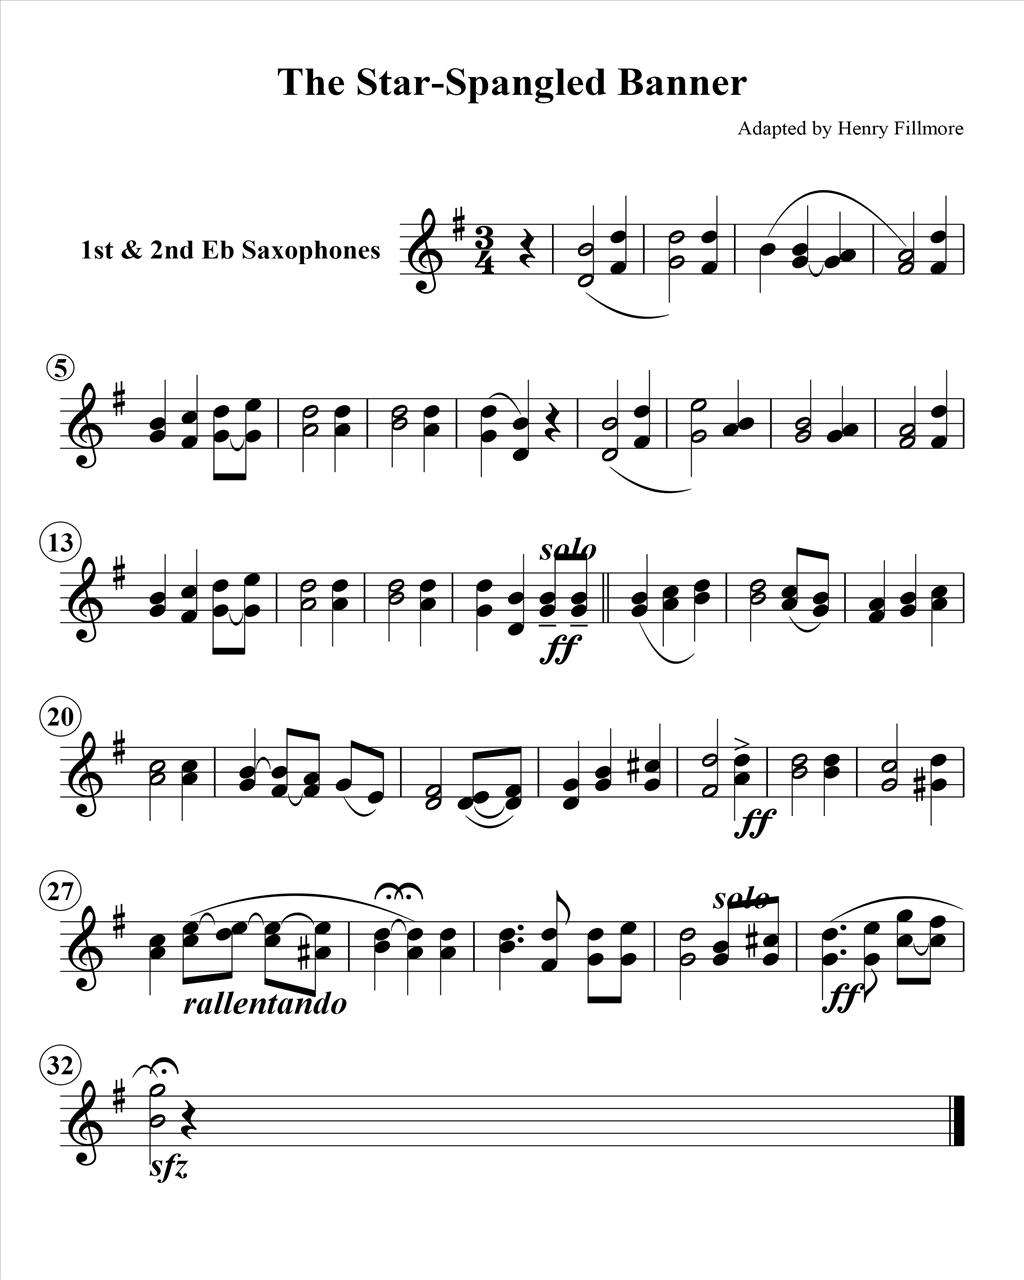 The Star-Spangled Banner
Adapted by Henry Fillmore
1st & 2nd Eb Saxophones
3
4
5
13
solo
ff
20
ff
27
solo
rallentando
ff
32
sfz